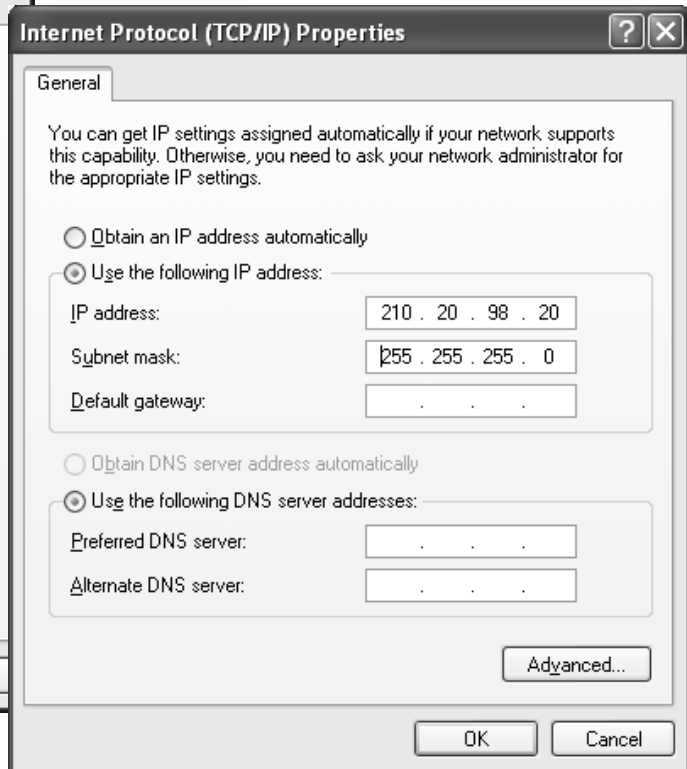 Internet Protocol (TCP/IP) Properties
General
You can get IP settings assigned automatically if your network supports
this capability. Otherwise, you need to ask your network administrator for
the appropriate IP settings.
Obtain an IP address automatically
Use the following IP address:
IP address: 210 . 20 . 98 . 20
Subnet mask: 255 . 255 . 255 . 0
Default gateway: . . .
Obtain DNS server address automatically
Use the following DNS server addresses:
Preferred DNS server: . . .
Alternate DNS server: . . .
Advanced...
OK Cancel